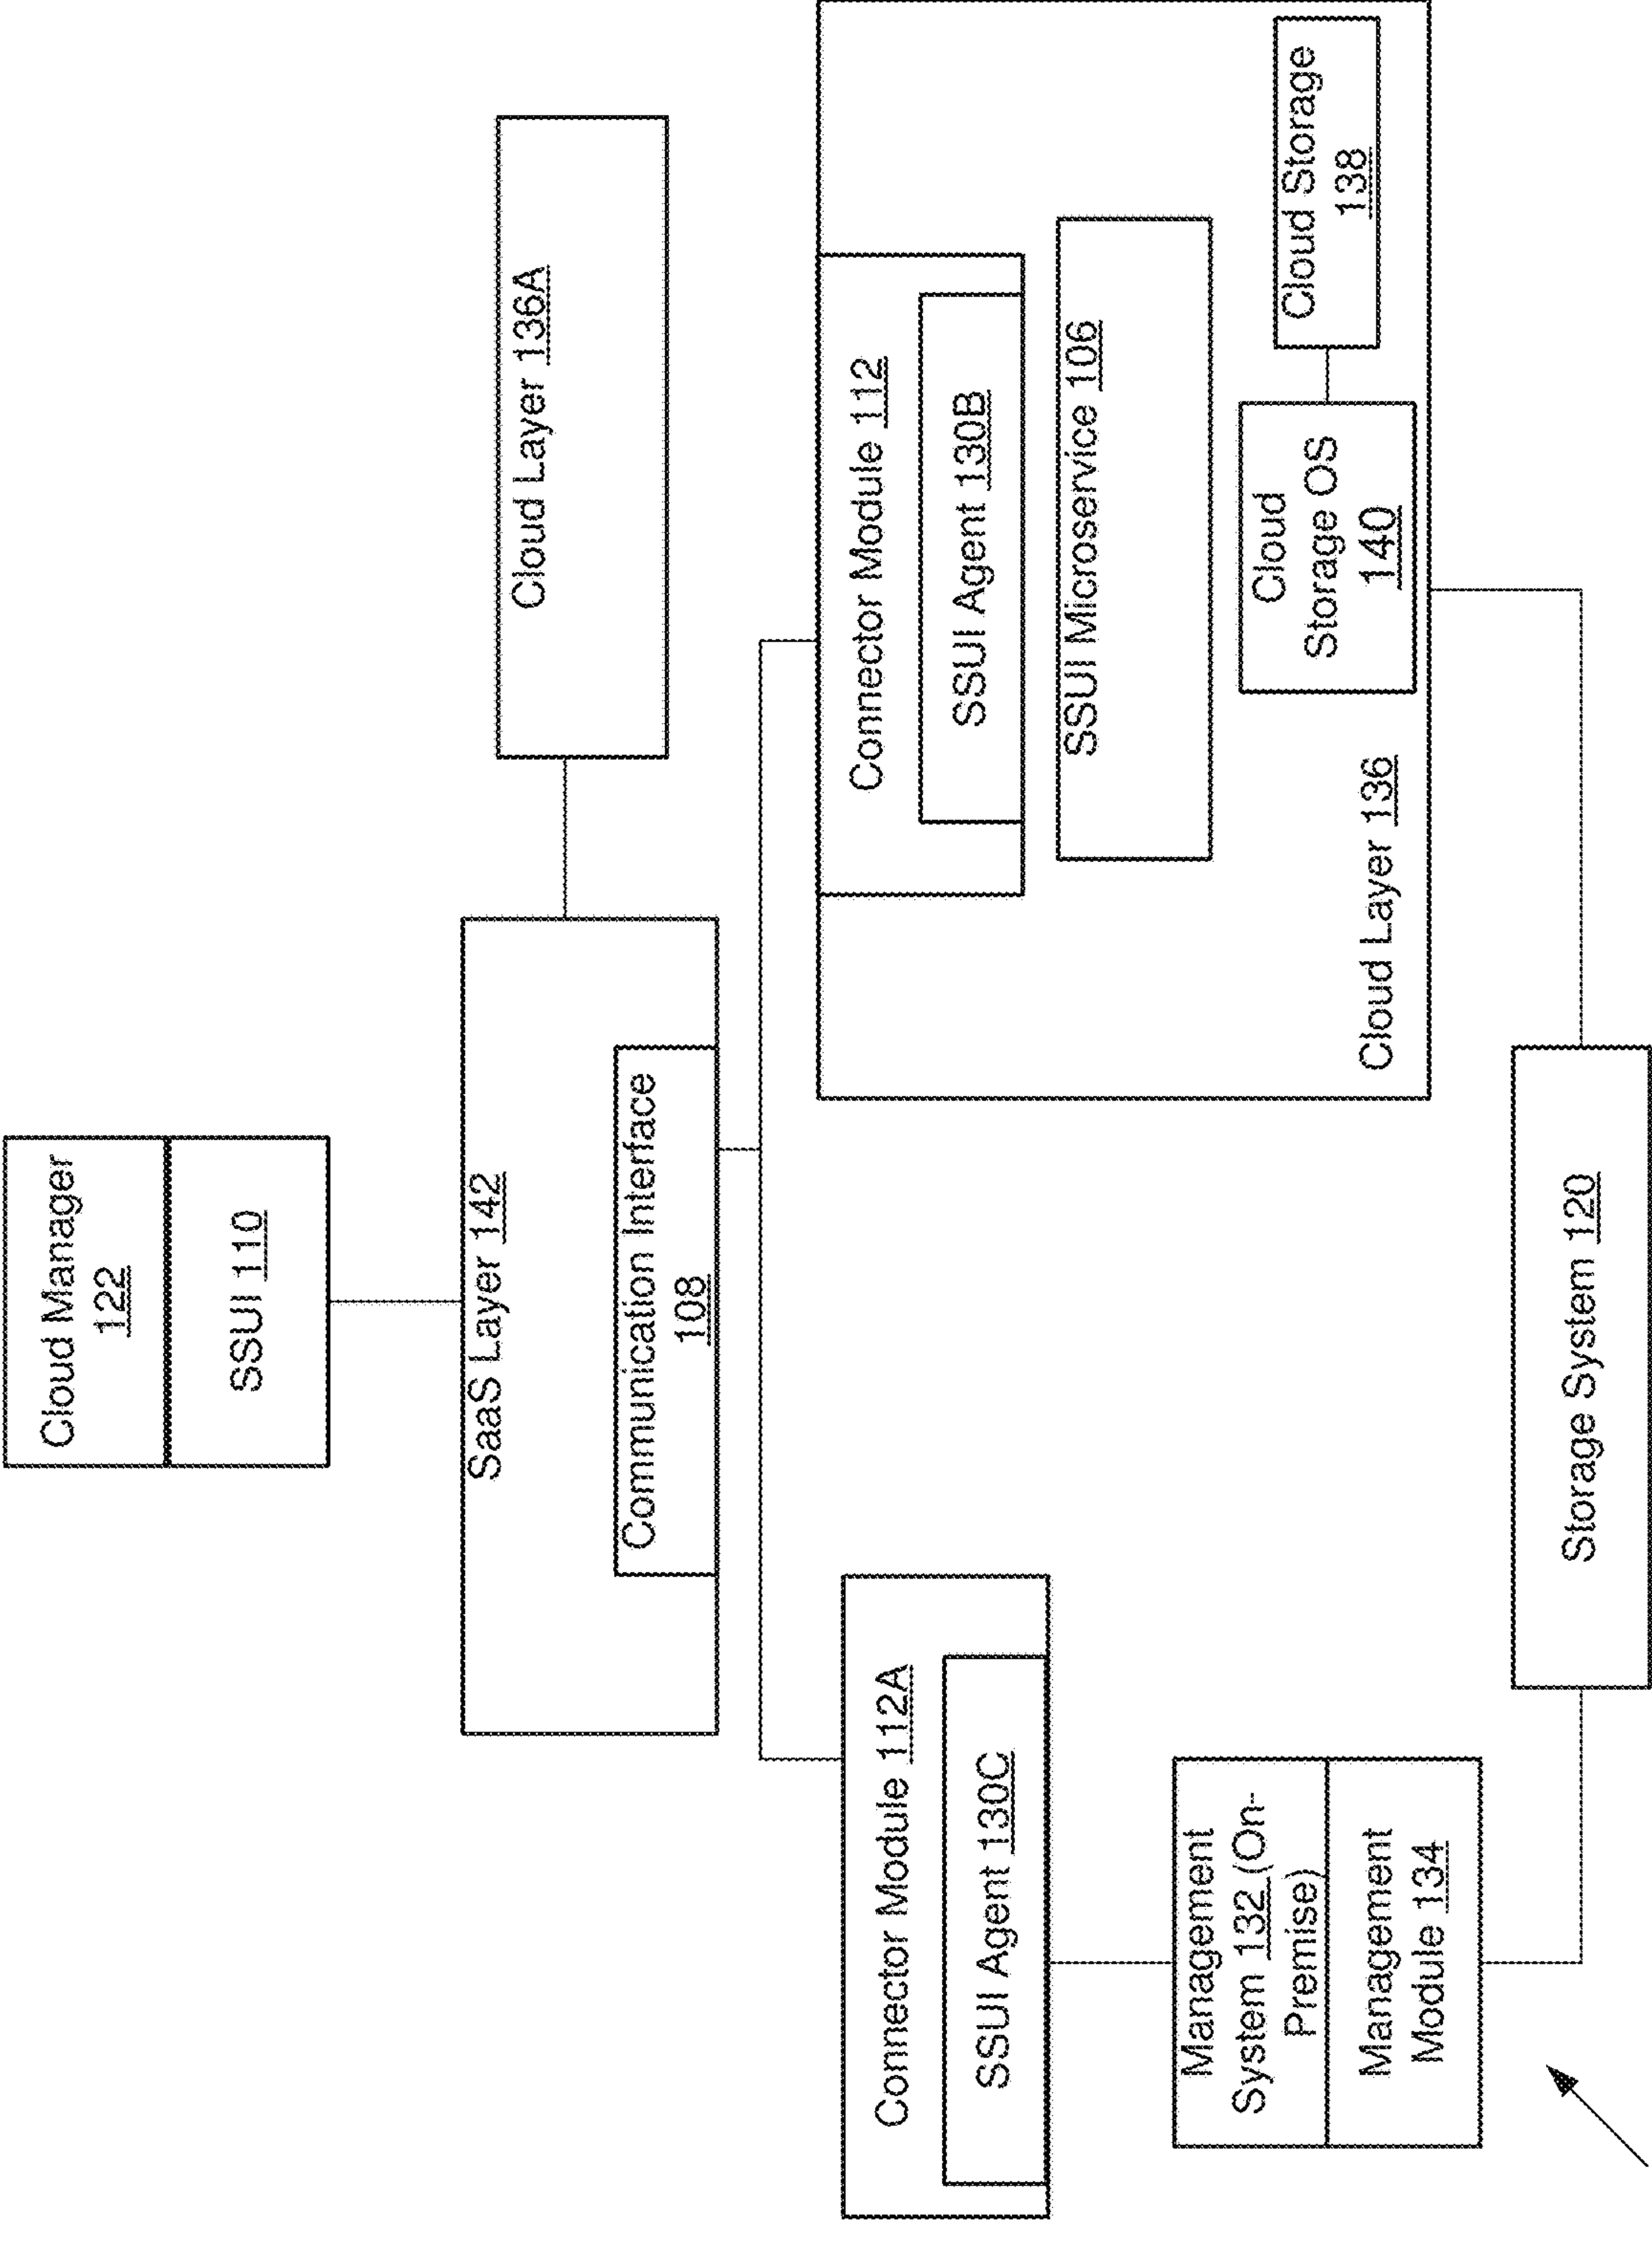 Cloud Manager
122
SSUI 110
SaaS Layer 142
Communication Interface
108
Cloud Layer 136A
Connector Module 112A
SSUI Agent 130C
Management
System 132 (On-
Premise)
Management
Module 134
Connector Module 112
SSUI Agent 130B
SSUI Microservice 106
Cloud
Storage OS
140
Cloud Storage
138
Cloud Layer 136
Storage System 120